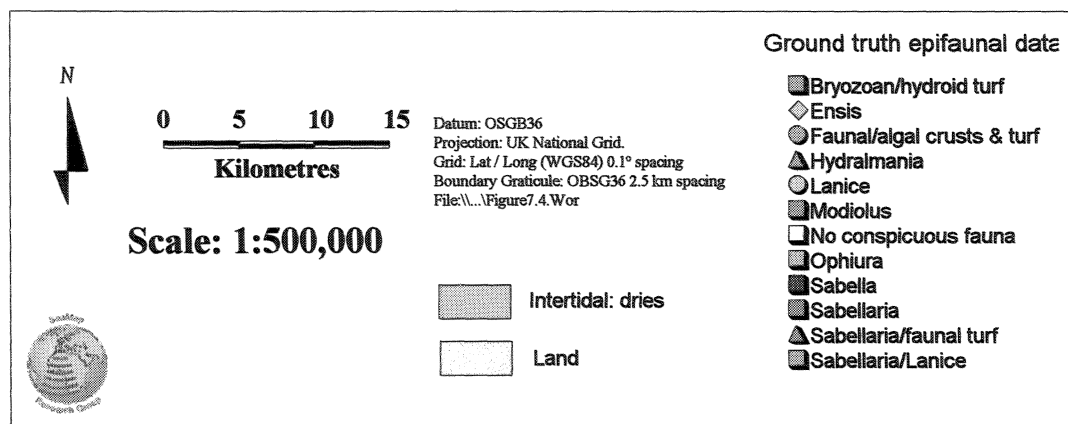 N
0 5 10 15
Kilometres
Scale: 1:500,000
Datum: OSGB36
Projection: UK National Grid.
Grid: Lat / Long (WGS84) 0.1° spacing
Boundary Graticule: OBSG36 2.5 km spacing
File:\\...\Figure7.4.Wor
Intertidal: dries
Land
Ground truth epifaunal data
Bryozoan/hydroid turf
Ensis
Faunal/algal crusts & turf
Hydralmania
Lanice
Modiolus
No conspicuous fauna
Ophiura
Sabella
Sabellaria
Sabellaria/faunal turf
Sabellaria/Lanice
SeaMap
Research Group